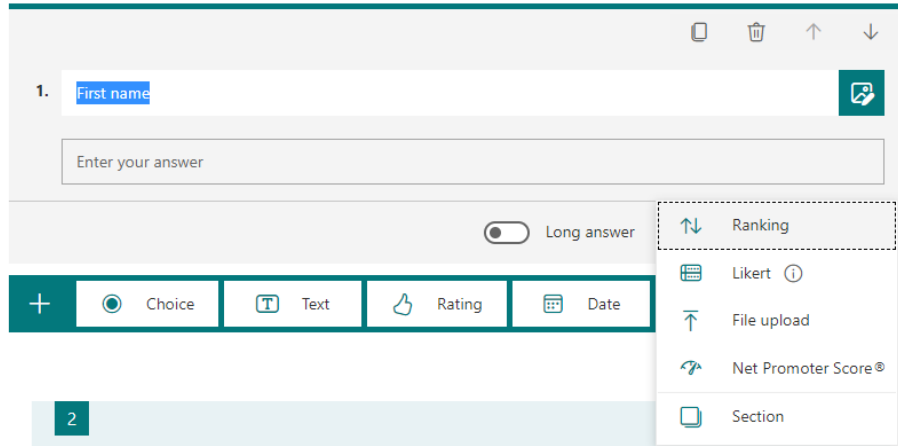 1. First name
Enter your answer
Long answer
Ranking
Likert
File upload
Net Promoter Score®
Section
Choice
Text
Rating
Date
2